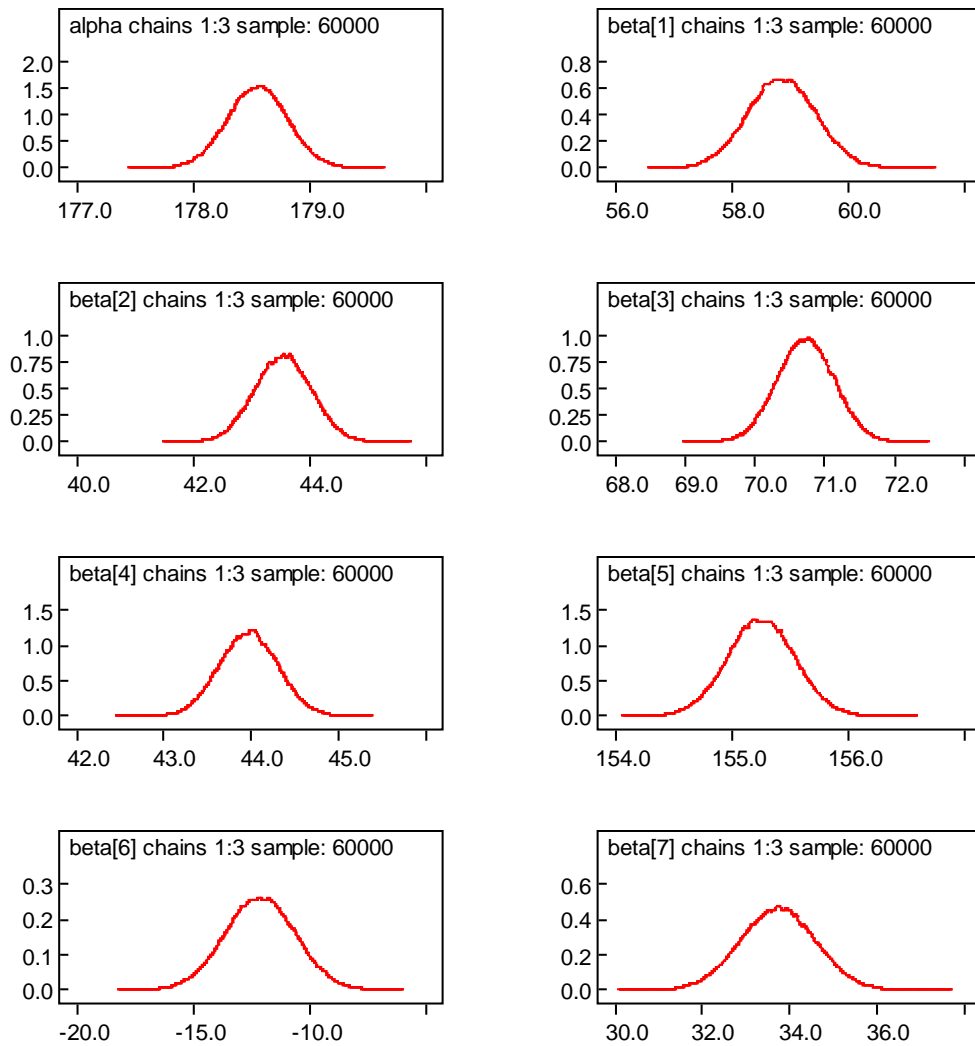 alpha chains 1:3 sample: 60000
2.0
1.5
1.0
0.5
0.0
177.0 178.0 179.0
beta[1] chains 1:3 sample: 60000
0.8
0.6
0.4
0.2
0.0
56.0 58.0 60.0
beta[2] chains 1:3 sample: 60000
1.0
0.75
0.5
0.25
0.0
40.0 42.0 44.0
beta[3] chains 1:3 sample: 60000
1.0
0.75
0.5
0.25
0.0
68.0 69.0 70.0 71.0 72.0
beta[4] chains 1:3 sample: 60000
1.5
1.0
0.5
0.0
42.0 43.0 44.0 45.0
beta[5] chains 1:3 sample: 60000
1.5
1.0
0.5
0.0
154.0 155.0 156.0
beta[6] chains 1:3 sample: 60000
0.3
0.2
0.1
0.0
-20.0 -15.0 -10.0
beta[7] chains 1:3 sample: 60000
0.6
0.4
0.2
0.0
30.0 32.0 34.0 36.0